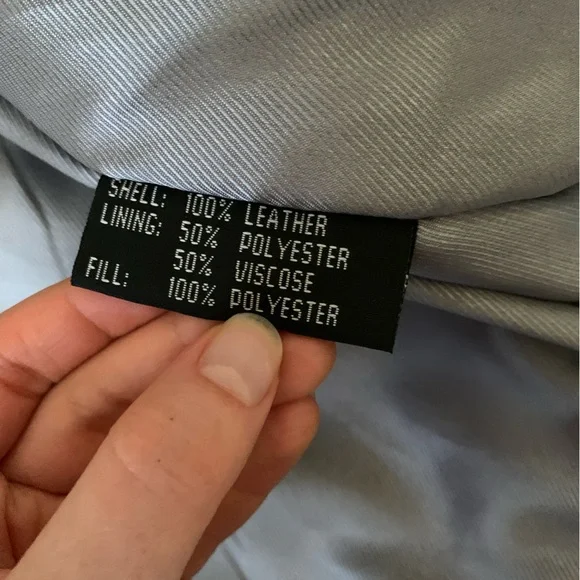 SHELL: 100% LEATHER
LINING: 50% POLYESTER
50% VISCOSE
FILL: 100% POLYESTER